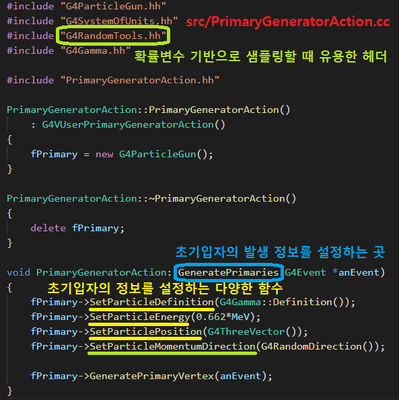 #include "G4ParticleGun.hh"
#include "G4SystemOfUnits.hh" src/PrimaryGeneratorAction.cc
#include "G4RandomTools.hh"
#include "G4Gamma.hh" 확률변수 기반으로 샘플링할 때 유용한 헤더
#include "PrimaryGeneratorAction.hh"
PrimaryGeneratorAction::PrimaryGeneratorAction()
: G4VUserPrimaryGeneratorAction()
{
fPrimary = new G4ParticleGun();
}
PrimaryGeneratorAction::~PrimaryGeneratorAction()
{
delete fPrimary;
}
초기입자의 발생 정보를 설정하는 곳
void PrimaryGeneratorAction::GeneratePrimaries(G4Event *anEvent)
{ 초기입자의 정보를 설정하는 다양한 함수
fPrimary->SetParticleDefinition(G4Gamma::Definition());
fPrimary->SetParticleEnergy(0.662*MeV);
fPrimary->SetParticlePosition(G4ThreeVector());
fPrimary->SetParticleMomentumDirection(G4RandomDirection());
fPrimary->GeneratePrimaryVertex(anEvent);
}